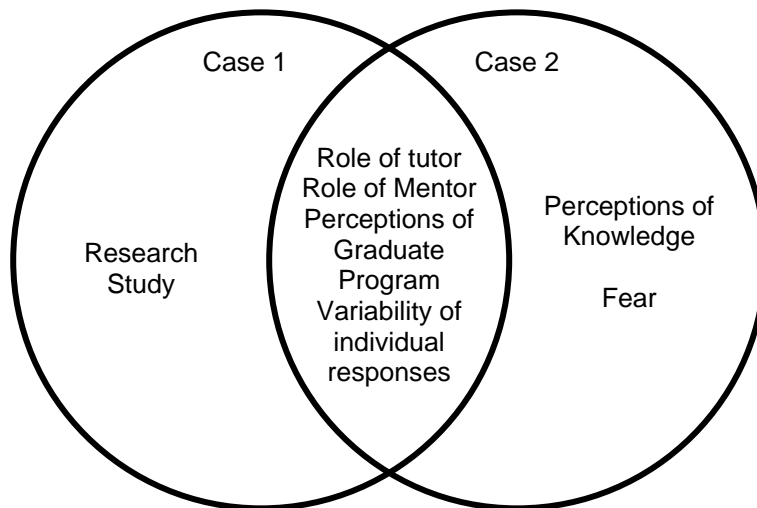 Case 1
Case 2
Research
Study
Role of tutor
Role of Mentor
Perceptions of
Graduate
Program
Variability of
individual
responses
Perceptions of
Knowledge
Fear